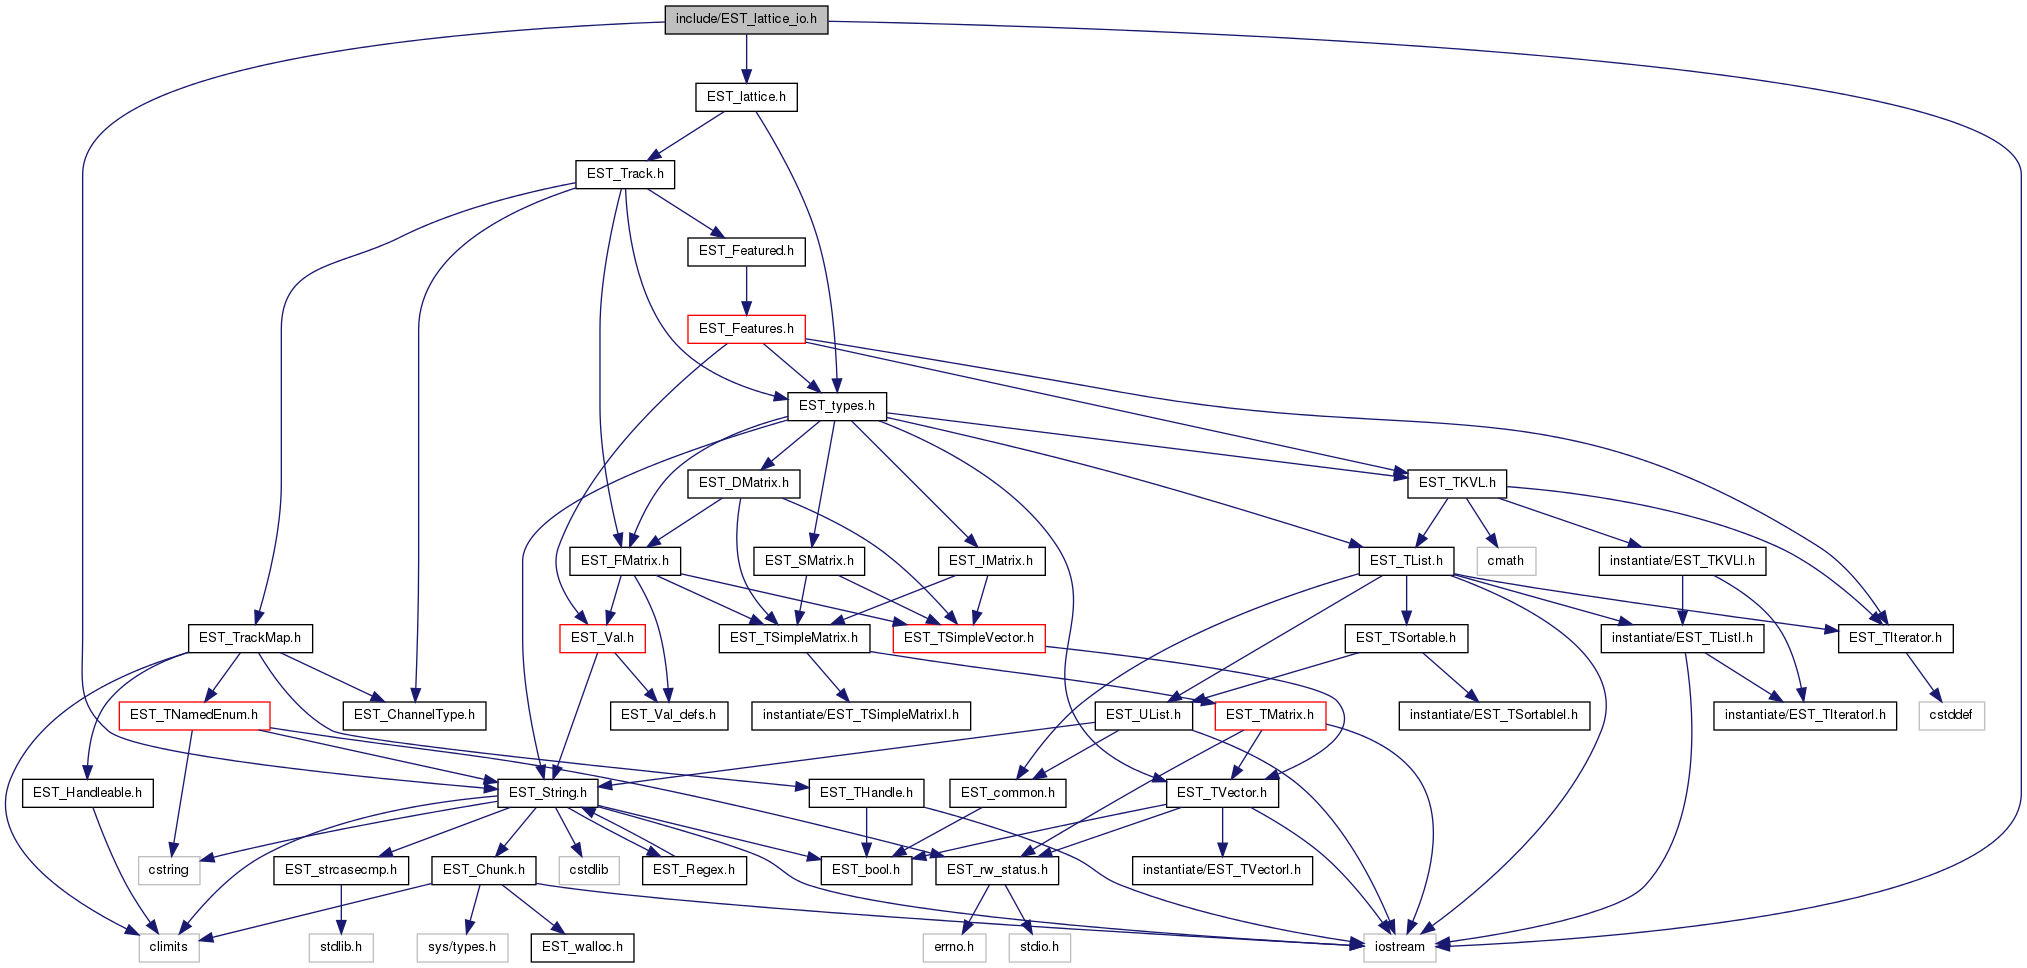 include/EST_lattice_io.h
EST_lattice.h
EST_Track.h
EST_Featured.h
EST_Features.h
EST_types.h
EST_DMatrix.h
EST_TKVL.h
EST_FMatrix.h
EST_SMatrix.h
EST_IMatrix.h
EST_TList.h
cmath
instantiate/EST_TKVLI.h
EST_TrackMap.h
EST_Val.h
EST_TSimpleMatrix.h
EST_TSimpleVector.h
EST_TSortable.h
instantiate/EST_TListI.h
EST_TIterator.h
EST_TNamedEnum.h
EST_ChannelType.h
EST_Val_defs.h
instantiate/EST_TSimpleMatrixI.h
EST_UList.h
EST_TMatrix.h
instantiate/EST_TSortableI.h
instantiate/EST_TIteratorI.h
cstddef
EST_Handleable.h
EST_String.h
EST_THandle.h
EST_common.h
EST_TVector.h
cstring
EST_strcasecmp.h
EST_Chunk.h
cstdlib
EST_Regex.h
EST_bool.h
EST_rw_status.h
instantiate/EST_TVectorI.h
climits
stdlib.h
sys/types.h
EST_walloc.h
errno.h
stdio.h
iostream